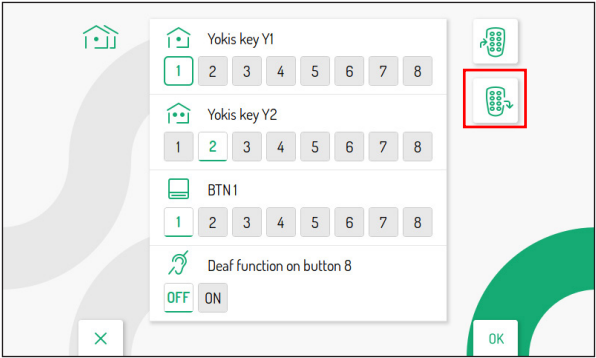 Yokis key Y1
1 2 3 4 5 6 7 8
Yokis key Y2
1 2 3 4 5 6 7 8
BTN 1
1 2 3 4 5 6 7 8
Deaf function on button 8
OFF ON
OK